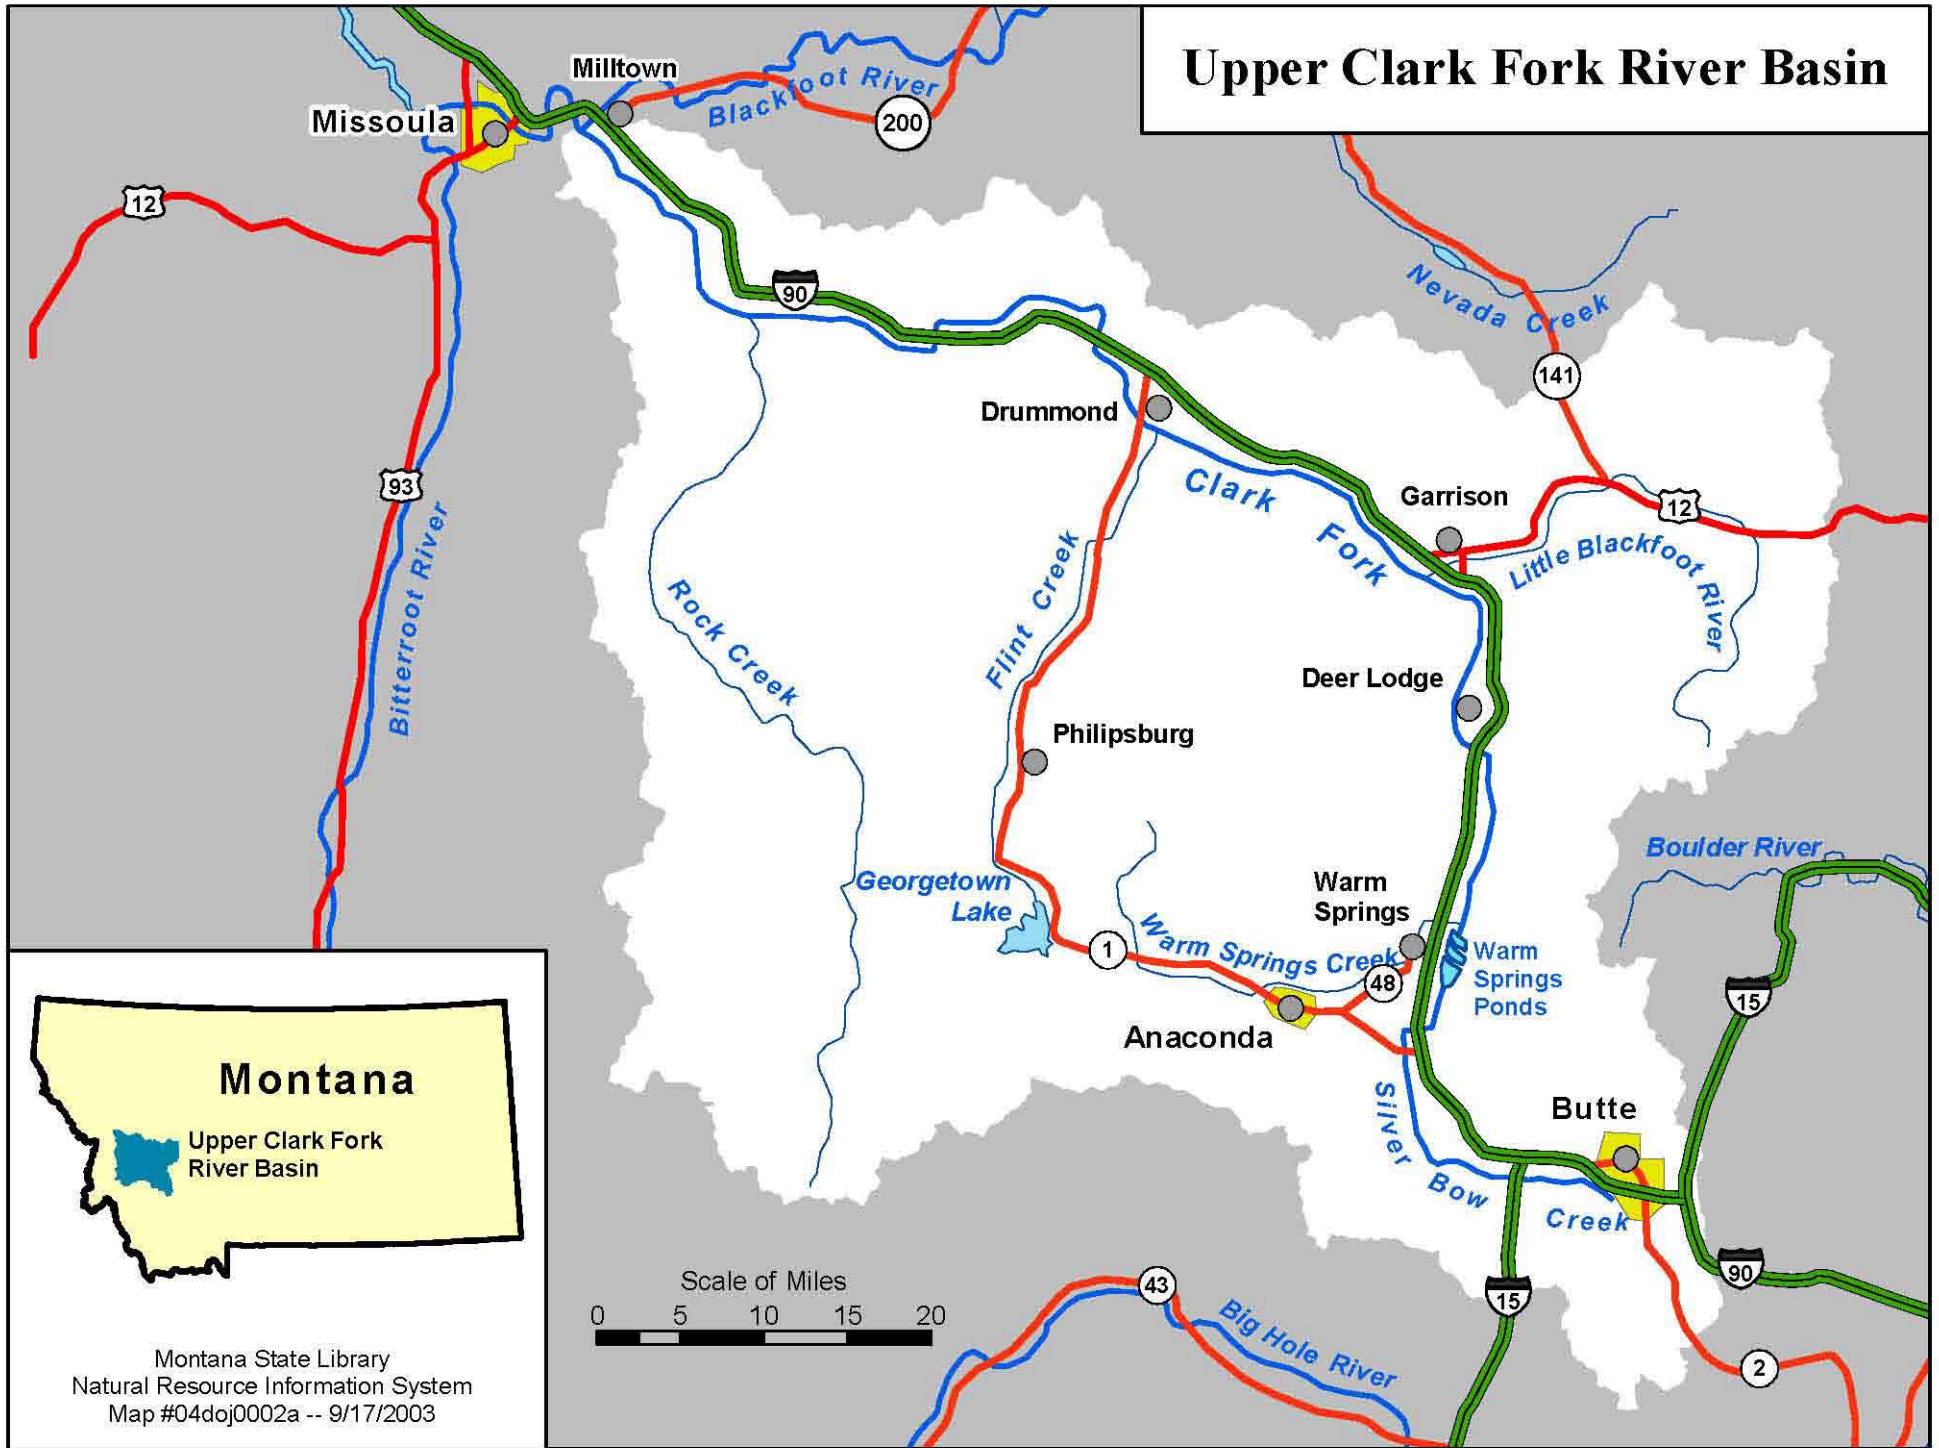 Upper Clark Fork River Basin
Milltown
Missoula
Blackfoot River
200
12
90
Nevada Creek
141
Drummond
Clark Fork
Garrison
12
Little Blackfoot River
93
Bitterroot River
Rock Creek
Flint Creek
Deer Lodge
Philipsburg
Boulder River
Georgetown
Lake
Warm
Springs
1
Warm Springs Creek
48
Warm
Springs
Ponds
15
Anaconda
Silver Bow Creek
Butte
90
15
43
Big Hole River
2
Montana
Upper Clark Fork
River Basin
Scale of Miles
0 5 10 15 20
Montana State Library
Natural Resource Information System
Map #04doj0002a -- 9/17/2003